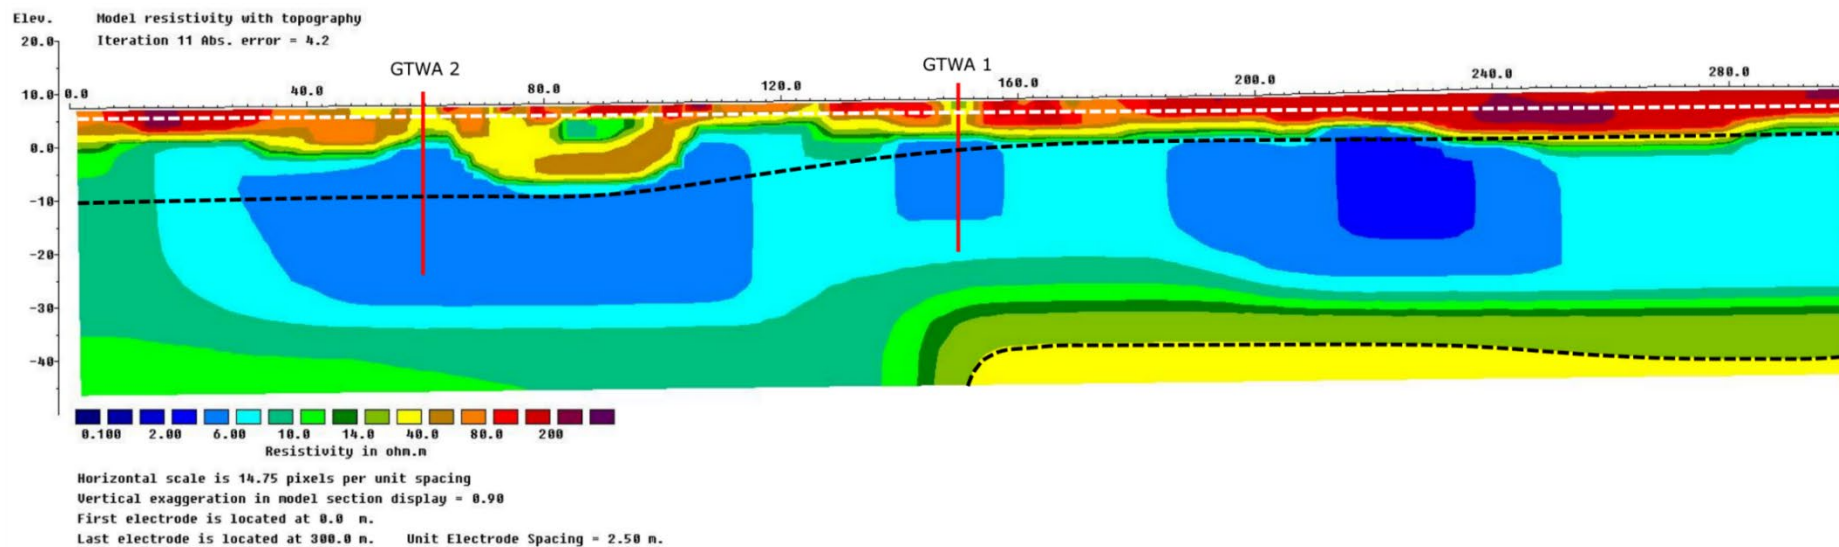 Elev. Model resistivity with topography
Iteration 11 Abs. error = 4.2
20.0
GTWA 2
GTWA 1
10.0
0.0 40.0 80.0 120.0 160.0 200.0 240.0 280.0
0.0
-10
-20
-30
-40
0.100 2.00 6.00 10.0 14.0 40.0 80.0 200
Resistivity in ohm.m
Horizontal scale is 14.75 pixels per unit spacing
Vertical exaggeration in model section display = 0.90
First electrode is located at 0.0 m.
Last electrode is located at 300.0 m. Unit Electrode Spacing = 2.50 m.